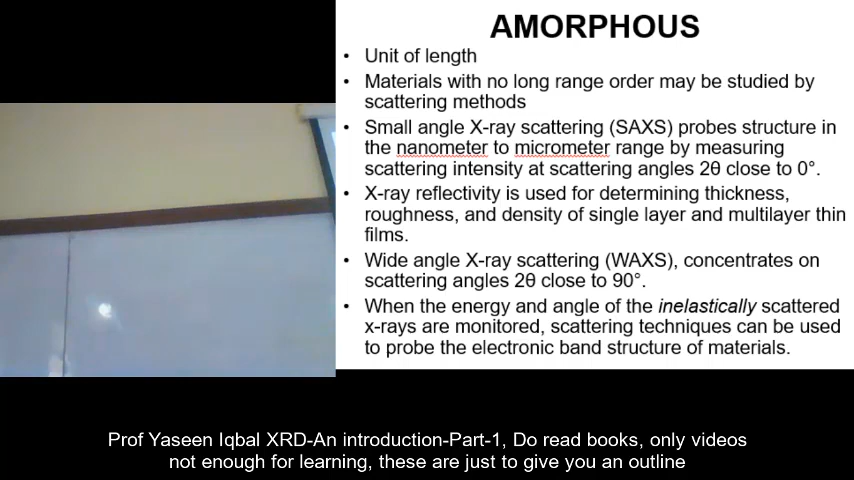 AMORPHOUS
• Unit of length
• Materials with no long range order may be studied by
scattering methods
• Small angle X-ray scattering (SAXS) probes structure in
the nanometer to micrometer range by measuring
scattering intensity at scattering angles 2θ close to 0°.
• X-ray reflectivity is used for determining thickness,
roughness, and density of single layer and multilayer thin
films.
• Wide angle X-ray scattering (WAXS), concentrates on
scattering angles 2θ close to 90°.
• When the energy and angle of the inelastically scattered
x-rays are monitored, scattering techniques can be used
to probe the electronic band structure of materials.
Prof Yaseen Iqbal XRD-An introduction-Part-1, Do read books, only videos
not enough for learning, these are just to give you an outline